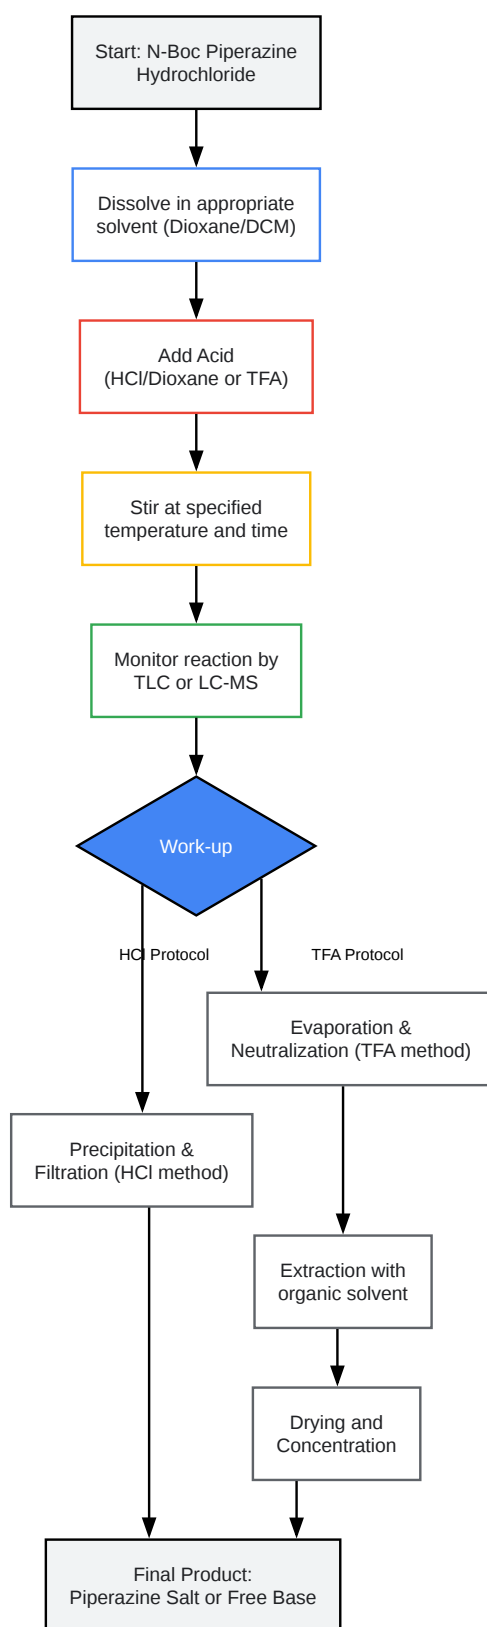 Start: N-Boc Piperazine
Hydrochloride
Dissolve in appropriate
solvent (Dioxane/DCM)
Add Acid
(HCl/Dioxane or TFA)
Stir at specified
temperature and time
Monitor reaction by
TLC or LC-MS
Work-up
HCl Protocol
TFA Protocol
Evaporation &
Neutralization (TFA method)
Precipitation &
Filtration (HCl method)
Extraction with
organic solvent
Drying and
Concentration
Final Product:
Piperazine Salt or Free Base